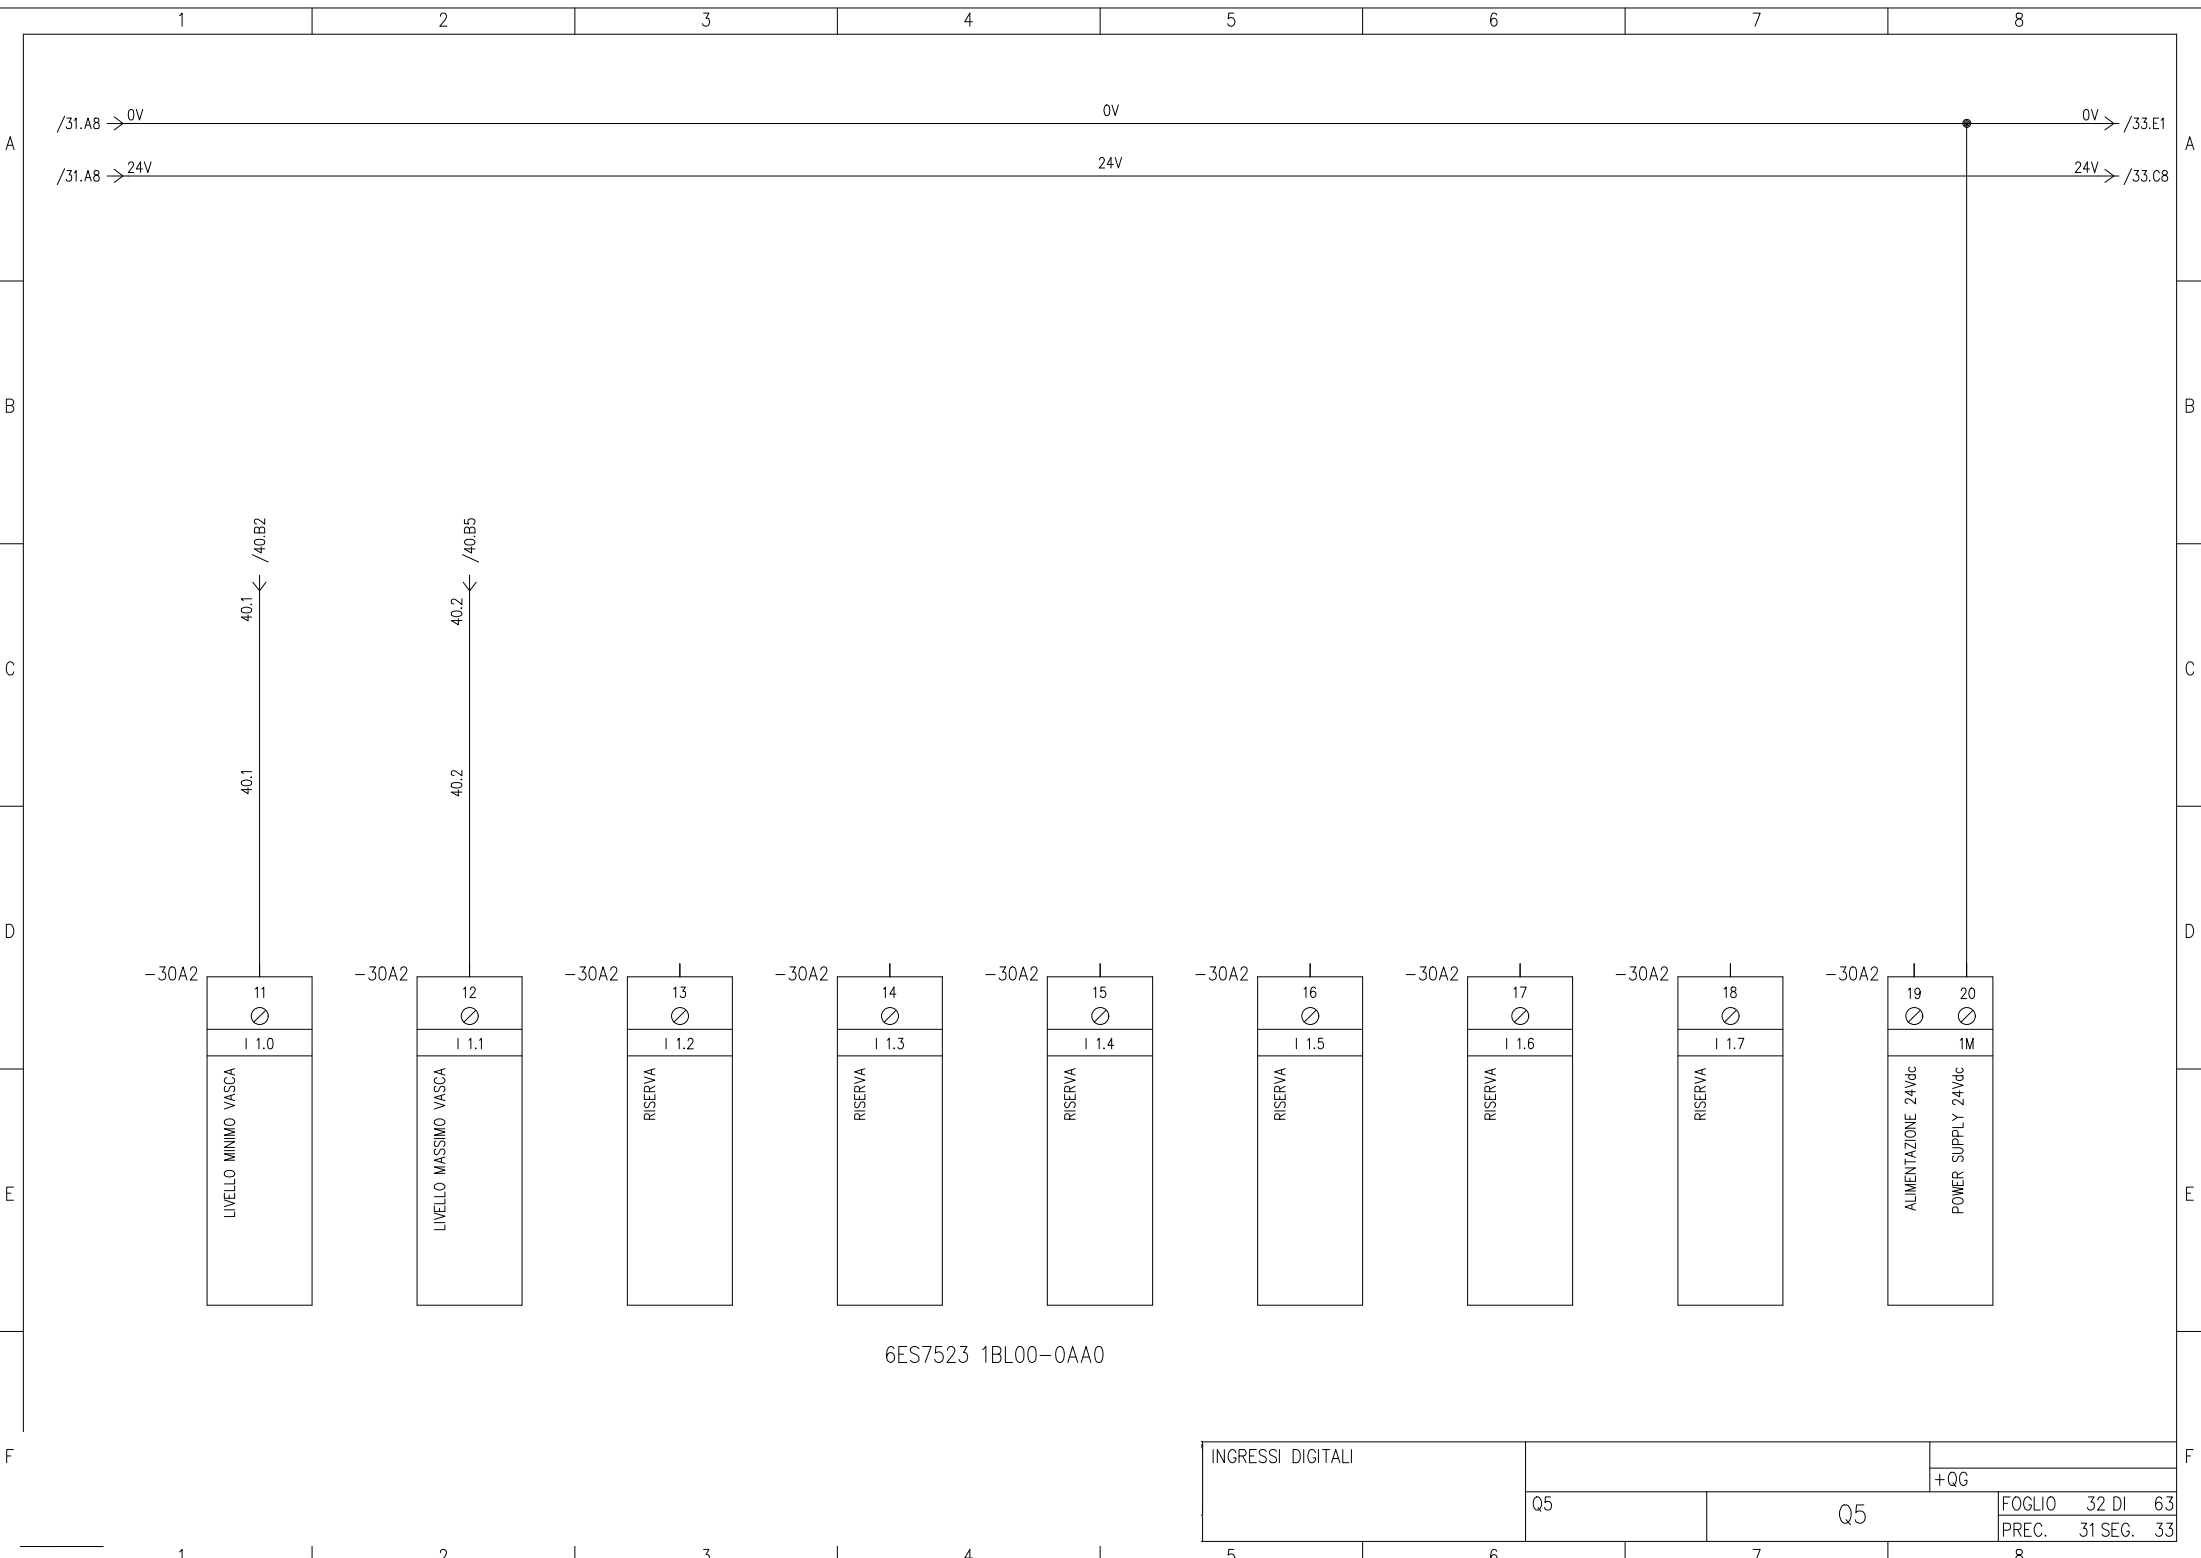 1 2 3 4 5 6 7 8
0V 0V 0V
/31.A8 /33.E1
A A
24V 24V 24V
/31.A8 /33.C8
B B
/40.B2 /40.B5
40.1 40.2
C C
40.1 40.2
D D
-30A2 -30A2 -30A2 -30A2 -30A2 -30A2 -30A2 -30A2 -30A2
11 12 13 14 15 16 17 18 19 20
I 1.0 I 1.1 I 1.2 I 1.3 I 1.4 I 1.5 I 1.6 I 1.7 1M
LIVELLO MINIMO VASCA
LIVELLO MASSIMO VASCA
RISERVA
RISERVA
RISERVA
RISERVA
RISERVA
RISERVA
ALIMENTAZIONE 24Vdc
POWER SUPPLY 24Vdc
E E
6ES7523 1BL00-0AA0
F F
INGRESSI DIGITALI
+QG
Q5 Q5
FOGLIO 32 DI 63
PREC. 31 SEG. 33
1 2 3 4 5 6 7 8